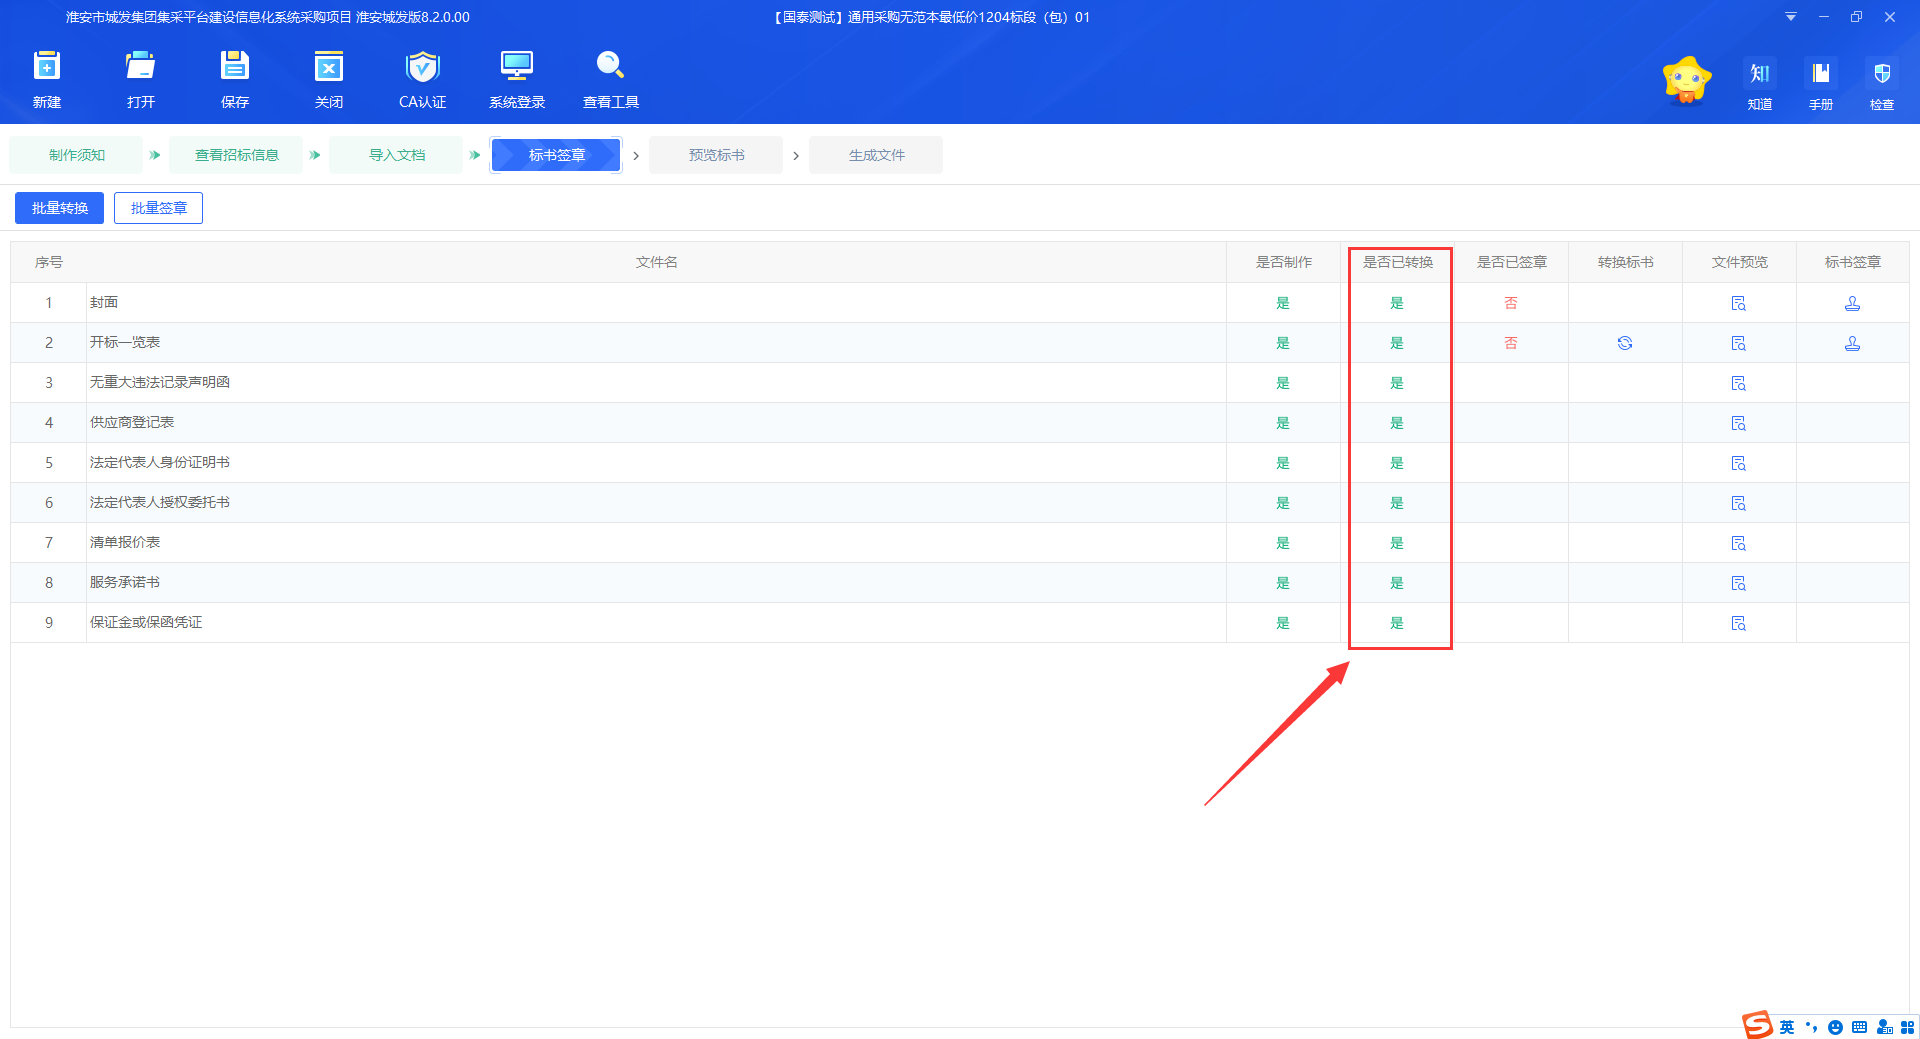 淮安市城发集团集采平台建设信息化系统采购项目 淮安城发版8.2.0.00
【国泰测试】通用采购无范本最低价1204标段（包）01
新建 打开 保存 关闭 CA认证 系统登录 查看工具 知道 手册 检查
制作须知 查看招标信息 导入文档 标书签章 预览标书 生成文件
批量转换 批量签章
序号 文件名 是否制作 是否已转换 是否已签章 转换标书 文件预览 标书签章
1 封面 是 是 否
2 开标一览表 是 是 否
3 无重大违法记录声明函 是 是
4 供应商登记表 是 是
5 法定代表人身份证明书 是 是
6 法定代表人授权委托书 是 是
7 清单报价表 是 是
8 服务承诺书 是 是
9 保证金或保函凭证 是 是
英